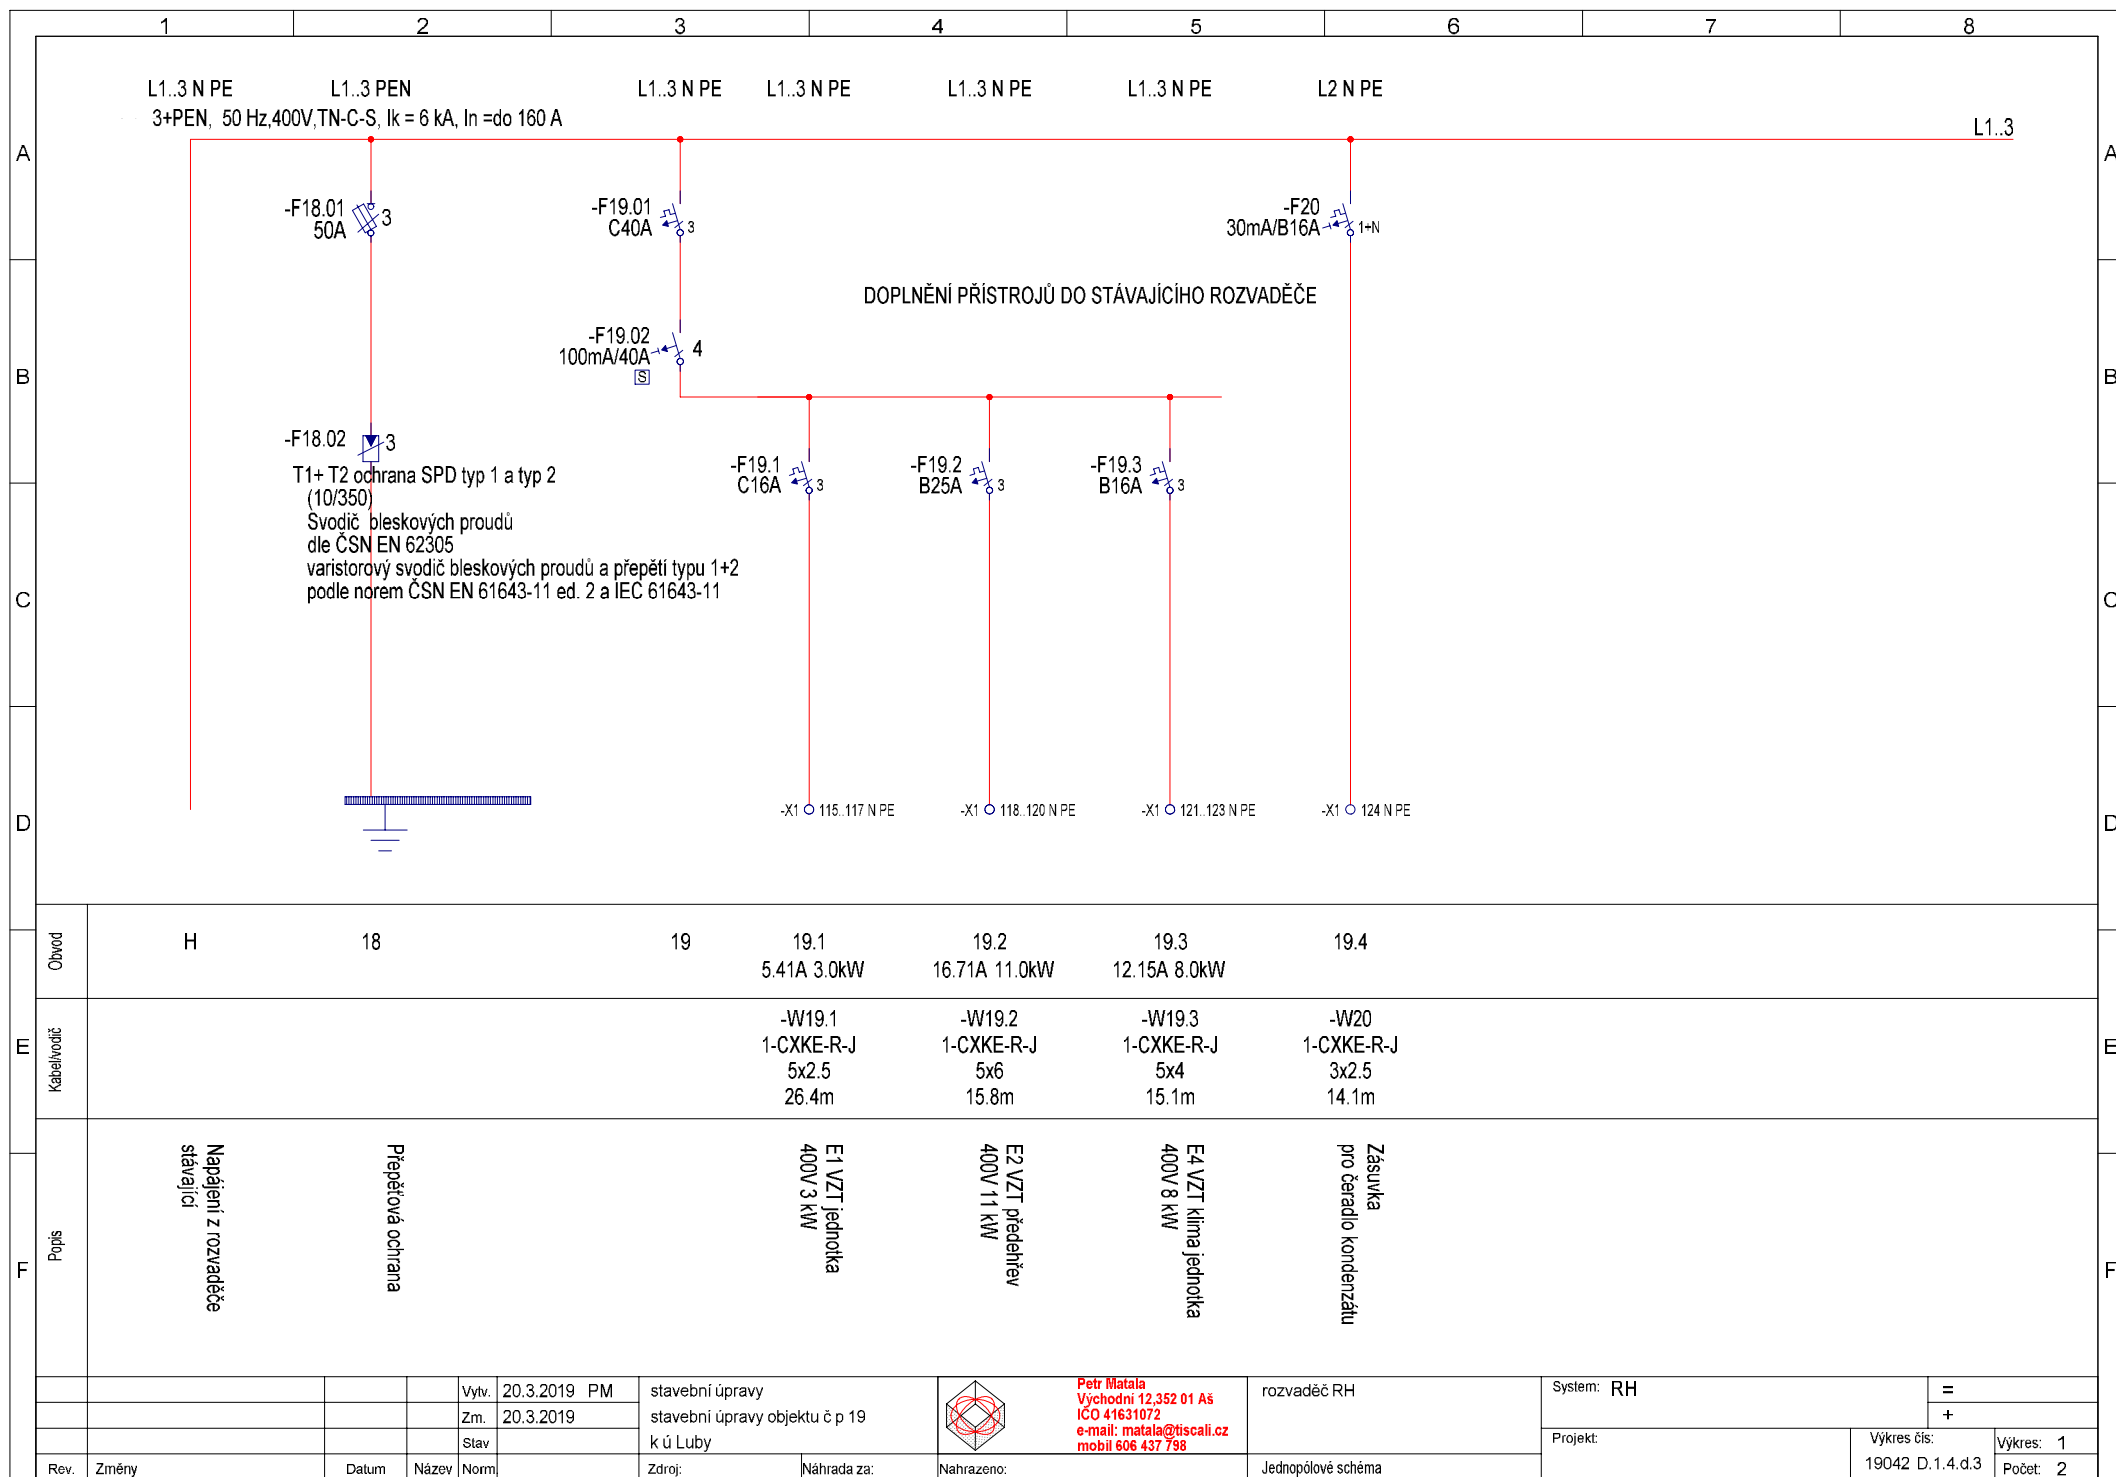 1 2 3 4 5 6 7 8
L1..3 N PE L1..3 PEN L1..3 N PE L1..3 N PE L1..3 N PE L1..3 N PE L2 N PE
3+PEN, 50 Hz,400V,TN-C-S, Ik = 6 kA, In =do 160 A
L1..3
A A
-F18.01
50A
3
-F19.01
C40A
3
-F20
30mA/B16A
1+N
DOPLNĚNÍ PŘÍSTROJŮ DO STÁVAJÍCÍHO ROZVADĚČE
-F19.02
100mA/40A
4
S
B B
-F18.02
3
T1+ T2 ochrana SPD typ 1 a typ 2
(10/350)
Svodič bleskových proudů
dle ČSN EN 62305
varistorový svodič bleskových proudů a přepětí typu 1+2
podle norem ČSN EN 61643-11 ed. 2 a IEC 61643-11
-F19.1
C16A
3
-F19.2
B25A
3
-F19.3
B16A
3
C C
-X1 115..117 N PE
-X1 118..120 N PE
-X1 121..123 N PE
-X1 124 N PE
D D
Obvod
H 18 19 19.1 19.2 19.3 19.4
5.41A 3.0kW 16.71A 11.0kW 12.15A 8.0kW
E E
Kabel/vodič
-W19.1 -W19.2 -W19.3 -W20
1-CXKE-R-J 1-CXKE-R-J 1-CXKE-R-J 1-CXKE-R-J
5x2.5 5x6 5x4 3x2.5
26.4m 15.8m 15.1m 14.1m
F F
Popis
Napájení z rozvaděče
stávající
Přepěťová ochrana
E1 VZT jednotka
400V 3 kW
E2 VZT předehřev
400V 11 kW
E4 VZT klima jednotka
400V 8 kW
Zásuvka
pro čeradlo kondenzátu
Vytv. 20.3.2019 PM
Zm. 20.3.2019
Stav
Rev. Změny Datum Název Norm
stavební úpravy
stavební úpravy objektu č p 19
k ú Luby
Zdroj: Náhrada za: Nahrazeno:
Petr Matala
Východní 12,352 01 Aš
IČO 41631072
e-mail: matala@tiscali.cz
mobil 606 437 798
rozvaděč RH
Jednopólové schéma
System: RH
=
+
Projekt:
Výkres čís:
19042 D.1.4.d.3
Výkres: 1
Počet: 2